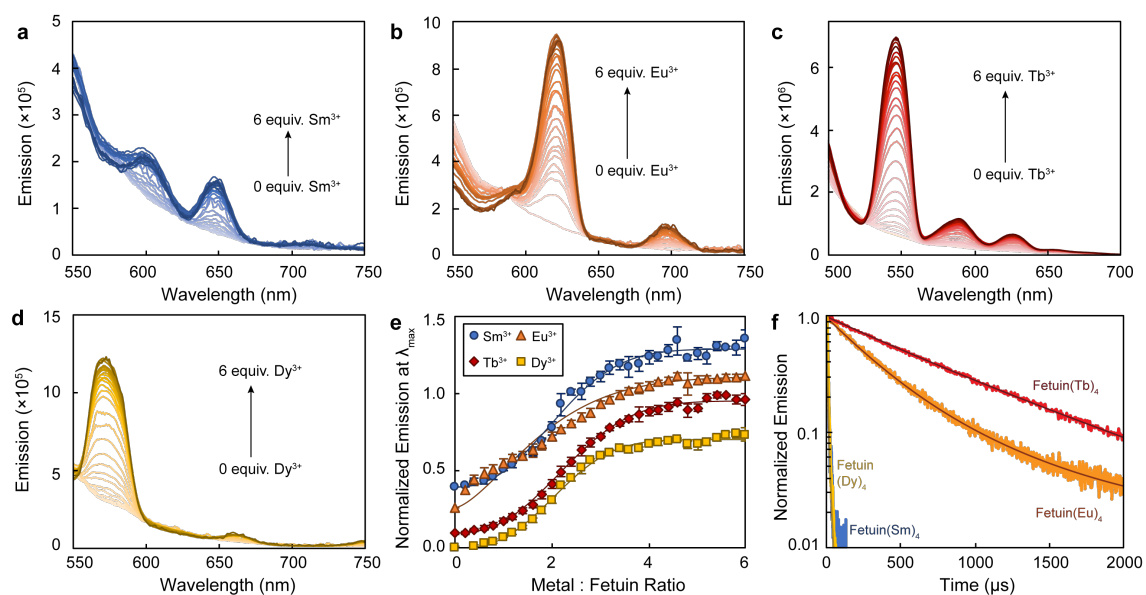 a
Emission (×10⁵)
5
4
3
2
1
0
6 equiv. Sm³⁺
0 equiv. Sm³⁺
550 600 650 700 750
Wavelength (nm)
b
Emission (×10⁵)
10
8
6
4
2
0
6 equiv. Eu³⁺
0 equiv. Eu³⁺
550 600 650 700 750
Wavelength (nm)
c
Emission (×10⁶)
6
4
2
0
6 equiv. Tb³⁺
0 equiv. Tb³⁺
500 550 600 650 700
Wavelength (nm)
d
Emission (×10⁵)
15
10
5
0
6 equiv. Dy³⁺
0 equiv. Dy³⁺
550 600 650 700 750
Wavelength (nm)
e
Normalized Emission at λmax
1.5
1.0
0.5
0.0
Sm³⁺ Eu³⁺
Tb³⁺ Dy³⁺
0 2 4 6
Metal : Fetuin Ratio
f
Normalized Emission
1.0
0.1
0.01
Fetuin(Tb)₄
Fetuin
(Dy)₄
Fetuin(Eu)₄
Fetuin(Sm)₄
0 500 1000 1500 2000
Time (µs)